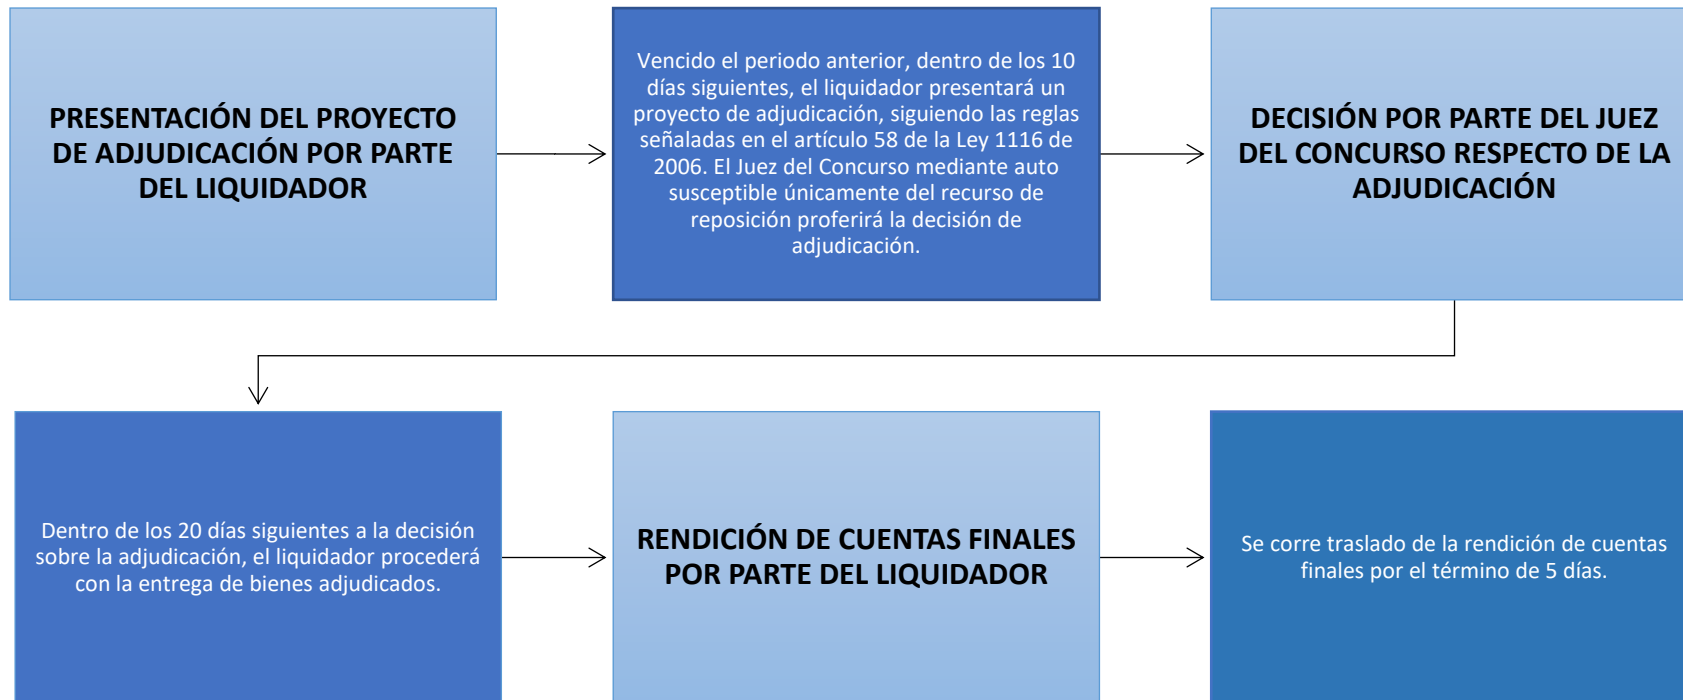 PRESENTACIÓN DEL PROYECTO
DE ADJUDICACIÓN POR PARTE
DEL LIQUIDADOR
Vencido el periodo anterior, dentro de los 10
días siguientes, el liquidador presentará un
proyecto de adjudicación, siguiendo las reglas
señaladas en el artículo 58 de la Ley 1116 de
2006. El Juez del Concurso mediante auto
susceptible únicamente del recurso de
reposición proferirá la decisión de
adjudicación.
DECISIÓN POR PARTE DEL JUEZ
DEL CONCURSO RESPECTO DE LA
ADJUDICACIÓN
Dentro de los 20 días siguientes a la decisión
sobre la adjudicación, el liquidador procederá
con la entrega de bienes adjudicados.
RENDICIÓN DE CUENTAS FINALES
POR PARTE DEL LIQUIDADOR
Se corre traslado de la rendición de cuentas
finales por el término de 5 días.